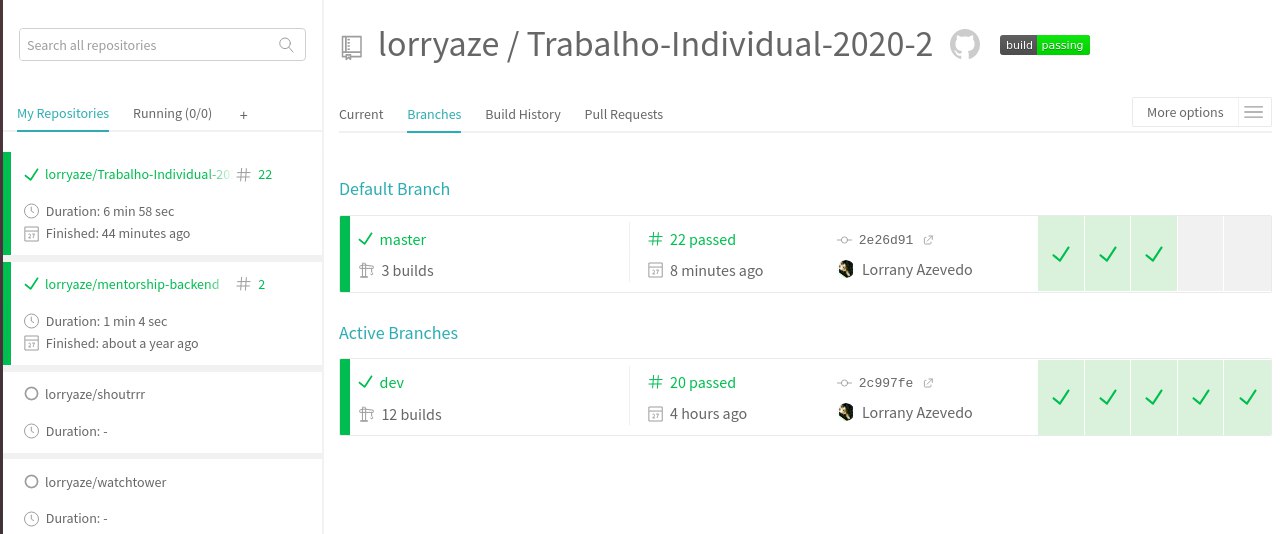 Search all repositories
My Repositories Running (0/0) +
lorryaze/Trabalho-Individual-20 # 22
Duration: 6 min 58 sec
Finished: 44 minutes ago
lorryaze/mentorship-backend # 2
Duration: 1 min 4 sec
Finished: about a year ago
lorryaze/shoutrrr
Duration: -
lorryaze/watchtower
Duration: -
lorryaze / Trabalho-Individual-2020-2 build passing
Current Branches Build History Pull Requests More options
Default Branch
master # 22 passed 2e26d91
3 builds 27 8 minutes ago Lorrany Azevedo
Active Branches
dev # 20 passed 2c997fe
12 builds 27 4 hours ago Lorrany Azevedo